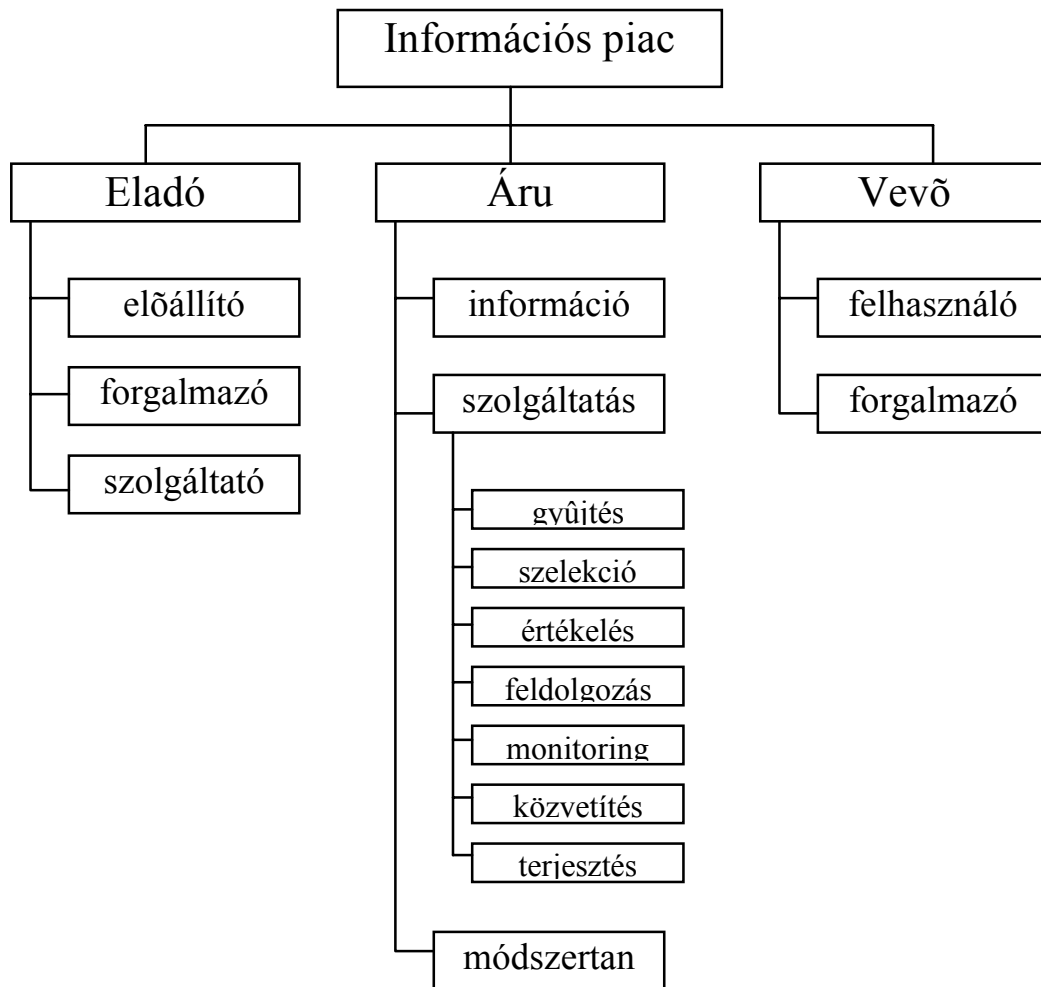 Információs piac
Eladó
elõállító
forgalmazó
szolgáltató
Áru
információ
szolgáltatás
gyûjtés
szelekció
értékelés
feldolgozás
monitoring
közvetítés
terjesztés
módszertan
Vevõ
felhasználó
forgalmazó